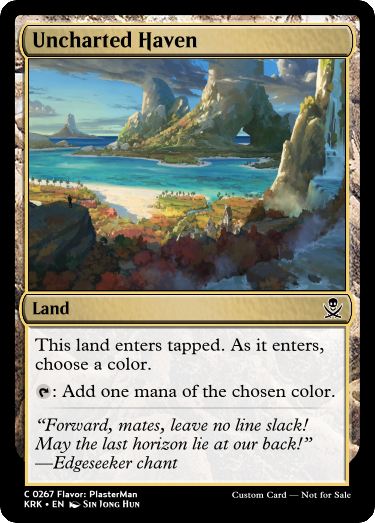 Uncharted Haven
Land
This land enters tapped. As it enters,
choose a color.
: Add one mana of the chosen color.
“Forward, mates, leave no line slack!
May the last horizon lie at our back!”
—Edgeseeker chant
C 0267 Flavor: PlasterMan
KRK • EN Sin Jong Hun
Custom Card — Not for Sale